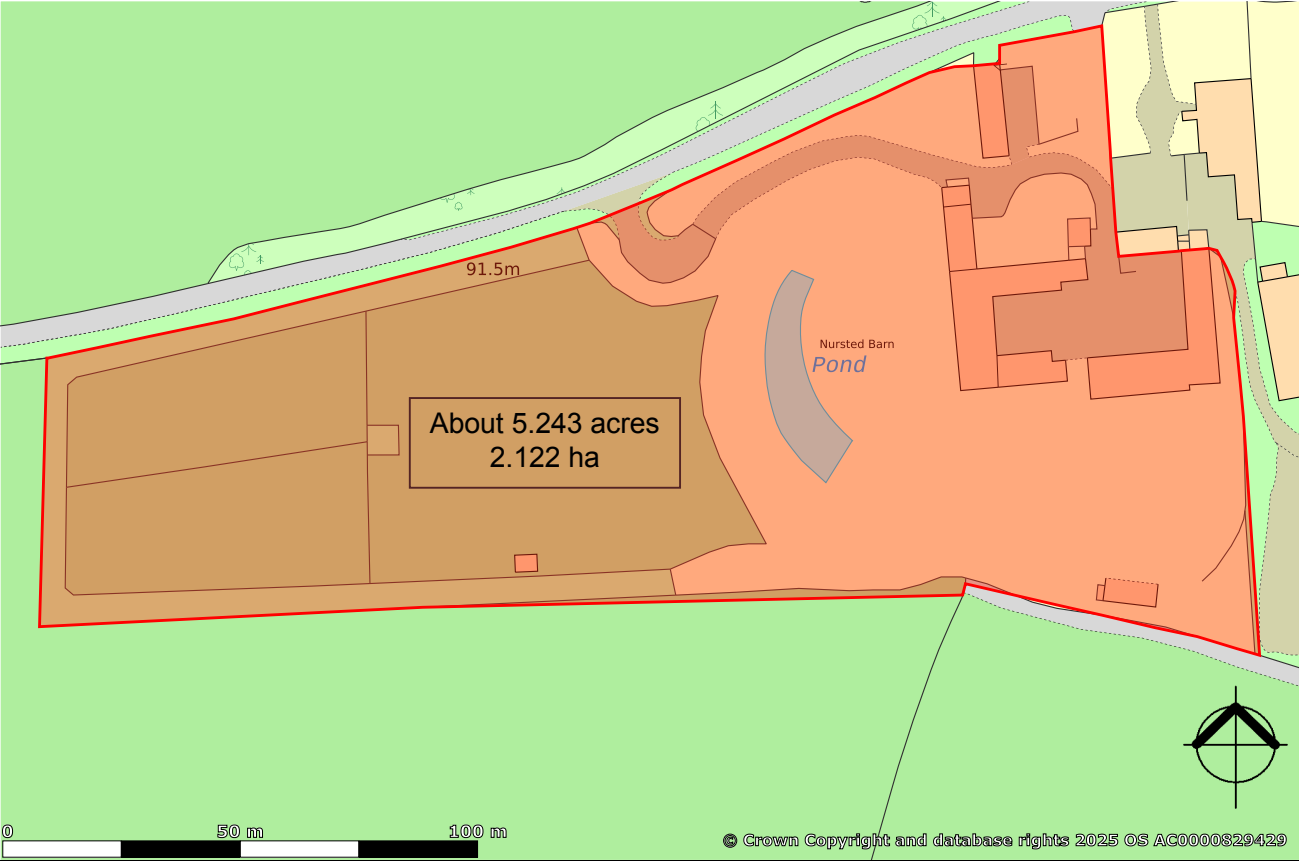 91.5m
Nursted Barn
Pond
About 5.243 acres
2.122 ha
0 50 m 100 m
© Crown Copyright and database rights 2025 OS AC0000829429